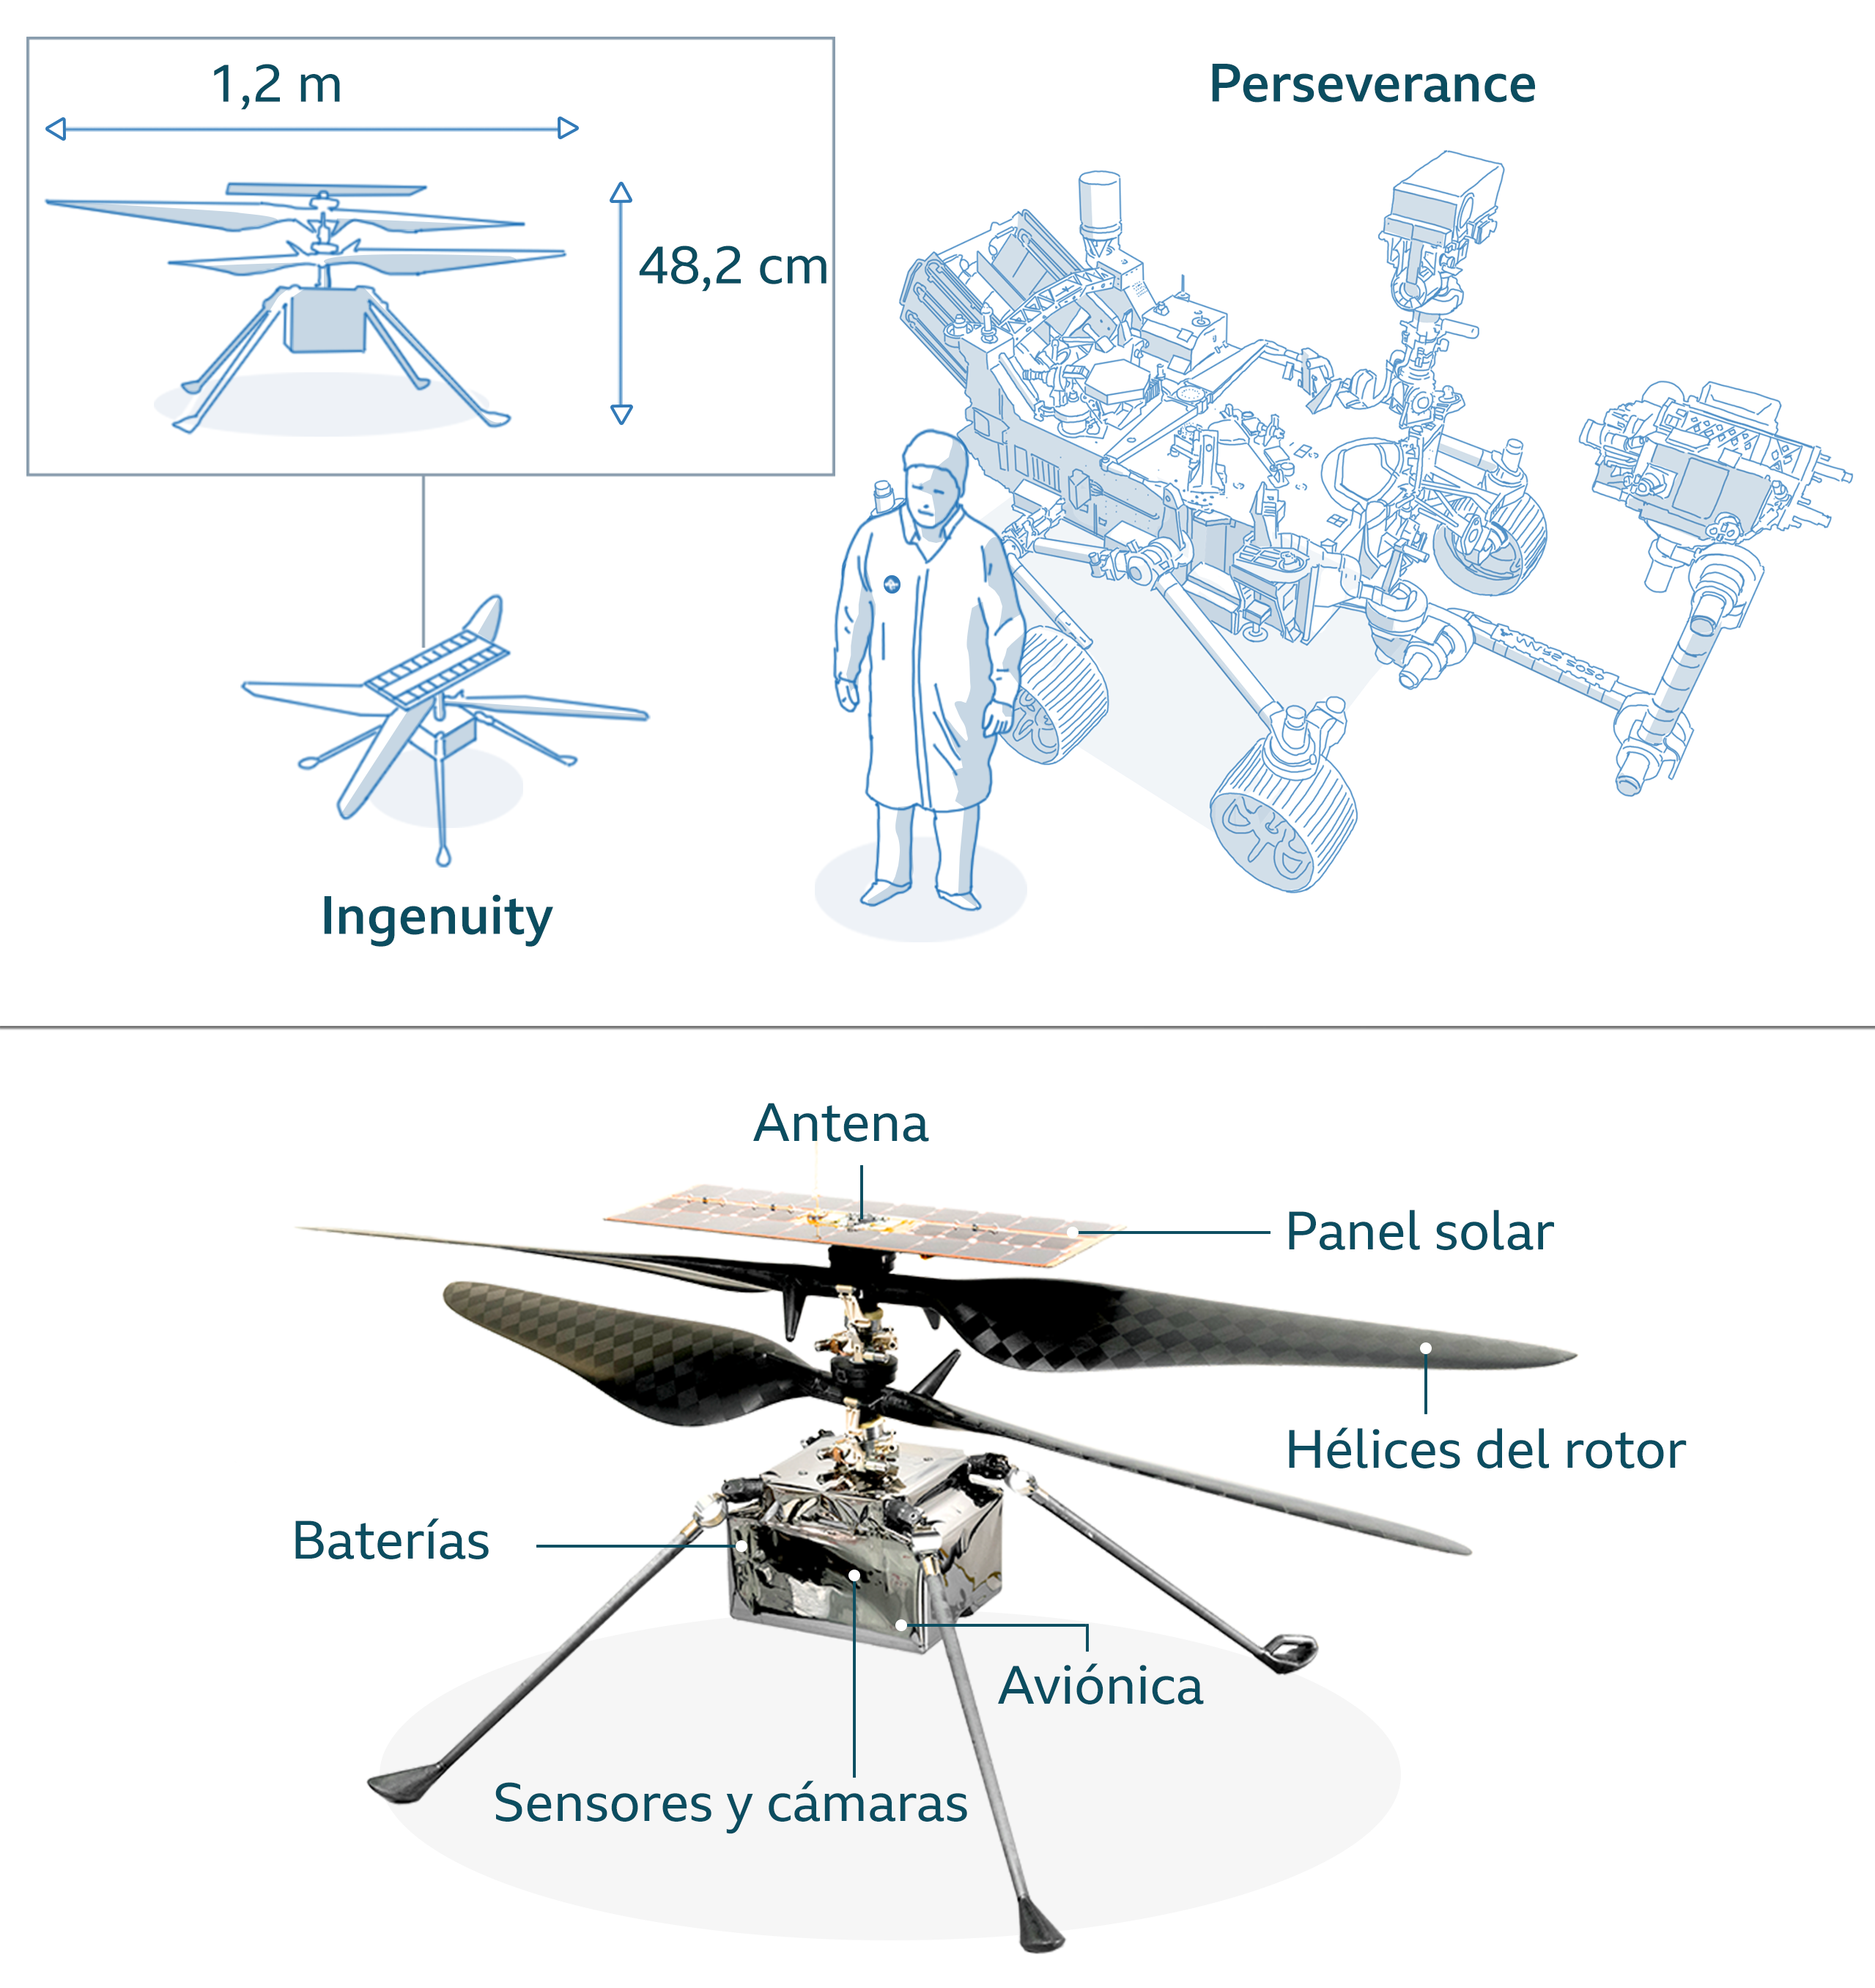 1,2 m
48,2 cm
Perseverance
Ingenuity
Antena
Panel solar
Hélices del rotor
Baterías
Aviónica
Sensores y cámaras